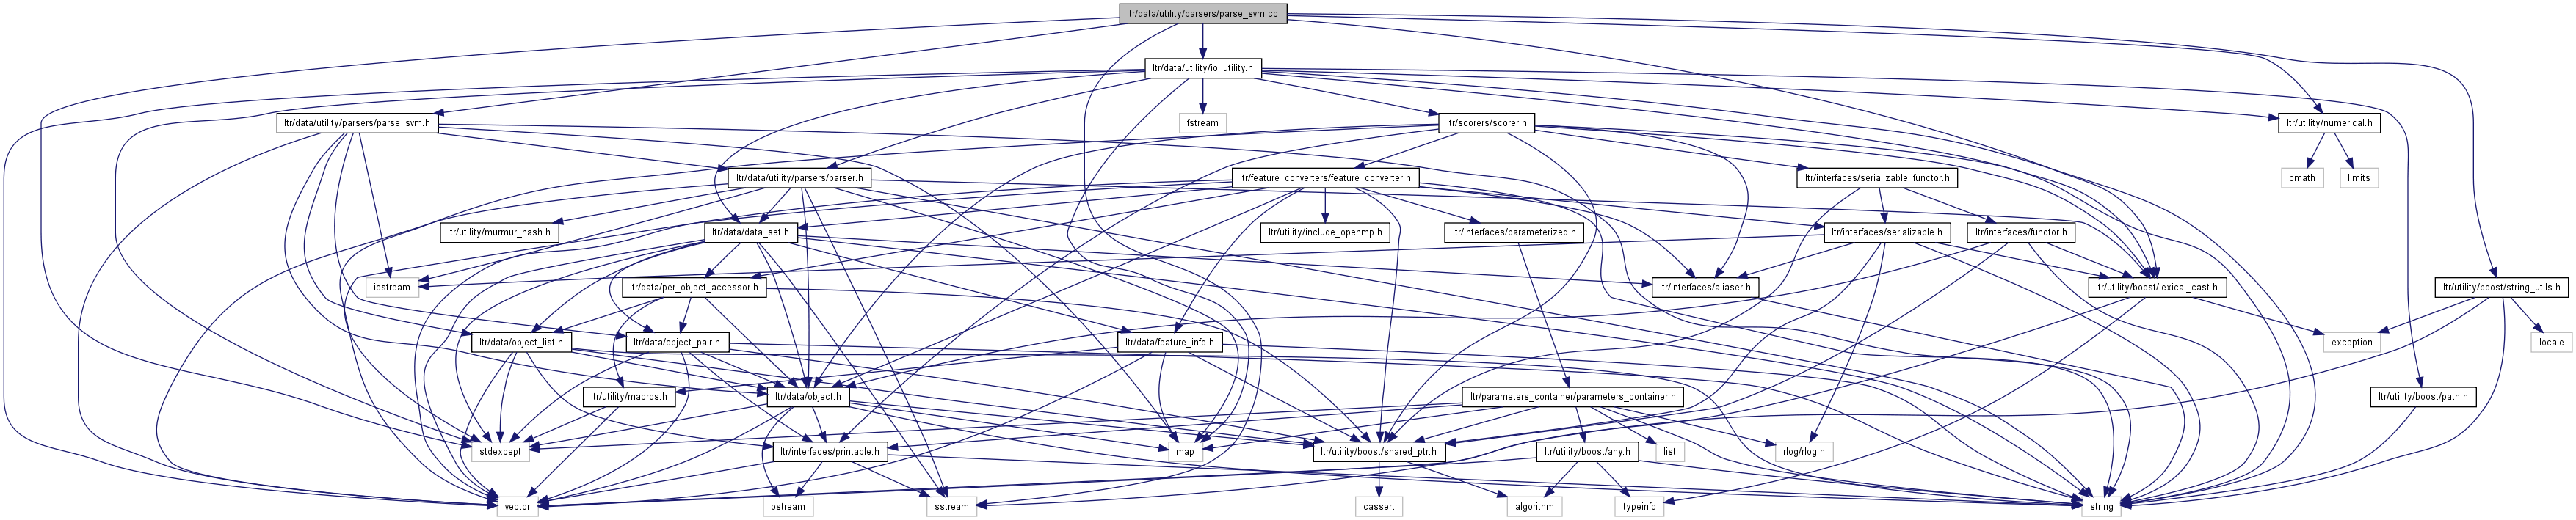 ltr/data/utility/parsers/parse_svm.cc
ltr/data/utility/io_utility.h
ltr/data/utility/parsers/parse_svm.h
fstream
ltr/scorers/scorer.h
ltr/utility/numerical.h
ltr/data/utility/parsers/parser.h
ltr/feature_converters/feature_converter.h
ltr/interfaces/serializable_functor.h
cmath
limits
ltr/utility/murmur_hash.h
ltr/data/data_set.h
ltr/utility/include_openmp.h
ltr/interfaces/parameterized.h
ltr/interfaces/serializable.h
ltr/interfaces/functor.h
iostream
ltr/data/per_object_accessor.h
ltr/interfaces/aliaser.h
ltr/utility/boost/lexical_cast.h
ltr/utility/boost/string_utils.h
ltr/data/object_list.h
ltr/data/object_pair.h
ltr/data/feature_info.h
exception
locale
ltr/utility/macros.h
ltr/data/object.h
ltr/parameters_container/parameters_container.h
ltr/utility/boost/path.h
stdexcept
ltr/interfaces/printable.h
map
ltr/utility/boost/shared_ptr.h
ltr/utility/boost/any.h
list
rlog/rlog.h
vector
ostream
sstream
cassert
algorithm
typeinfo
string